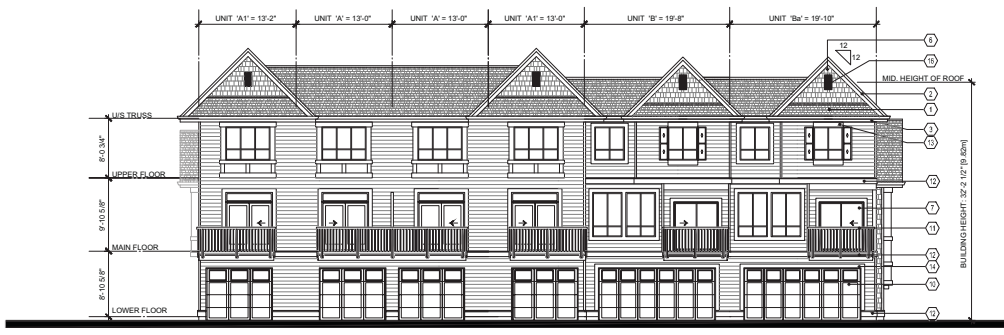 UNIT 'A1' = 13'-2"
UNIT 'A' = 13'-0"
UNIT 'A' = 13'-0"
UNIT 'A1' = 13'-0"
UNIT 'B' = 19'-8"
UNIT 'Ba' = 19'-10"
6
12
12
16
MID. HEIGHT OF ROOF
2
1
U/S TRUSS
3
13
8'-0 3/4"
UPPER FLOOR
12
7
9'-10 5/8"
11
BUILDING HEIGHT: 32'-2 1/2" [9.82m]
MAIN FLOOR
12
14
8'-10 5/8"
10
LOWER FLOOR
12